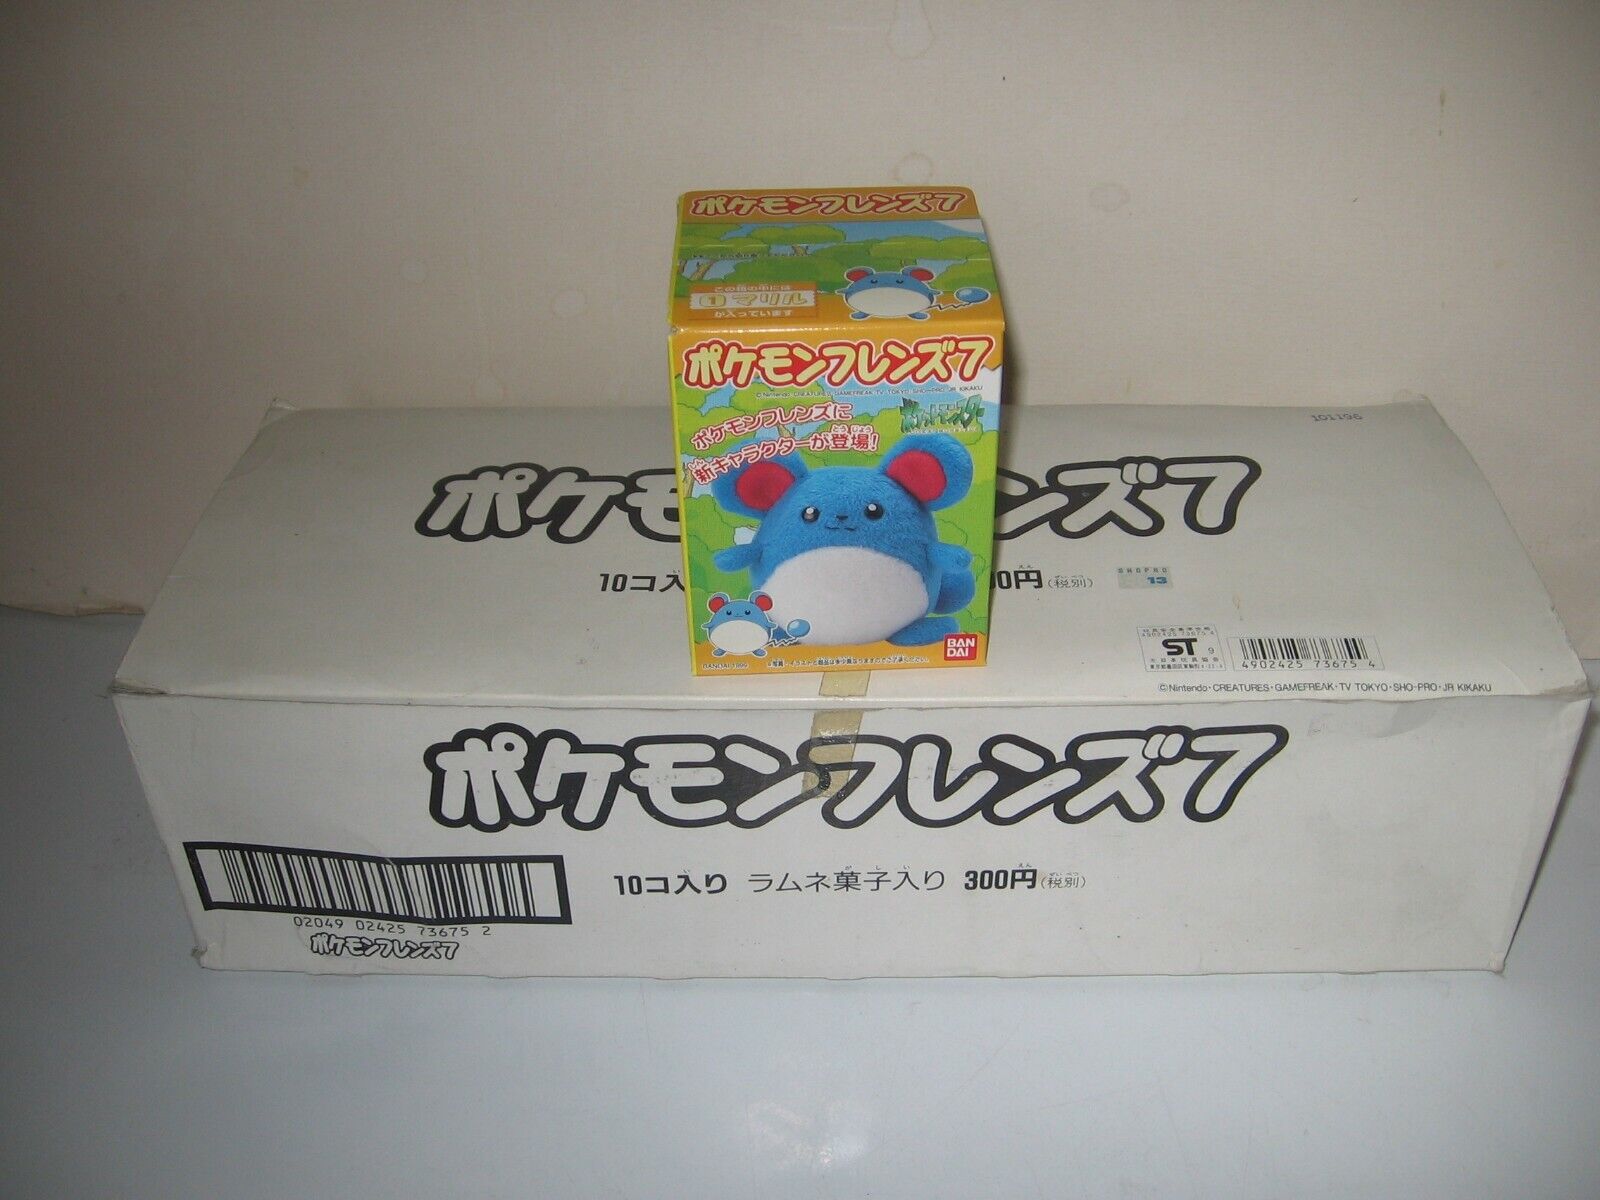 ポケモンフレンズ7
この箱の中には
① マリル
が入っています
ポケモンフレンズ7
©Nintendo・CREATURES・GAMEFREAK・TV TOKYO・SHO-PRO・JR KIKAKU
ポケモンフレンズに
新キャラクターが登場!
ポケットモンスター
BANDAI 1999
BAN
DAI
101196
ポケモ ンズ7
10コ入 00円(税別)
SHOPRO
13
4902425 73675 4
ST 9
4902425 73675 4
©Nintendo・CREATURES・GAMEFREAK・TV TOKYO・SHO-PRO・JR KIKAKU
ポケモンフレンズ7
10コ入り ラムネ菓子入り 300円(税別)
02049 02425 73675 2
ポケモンフレンズ7